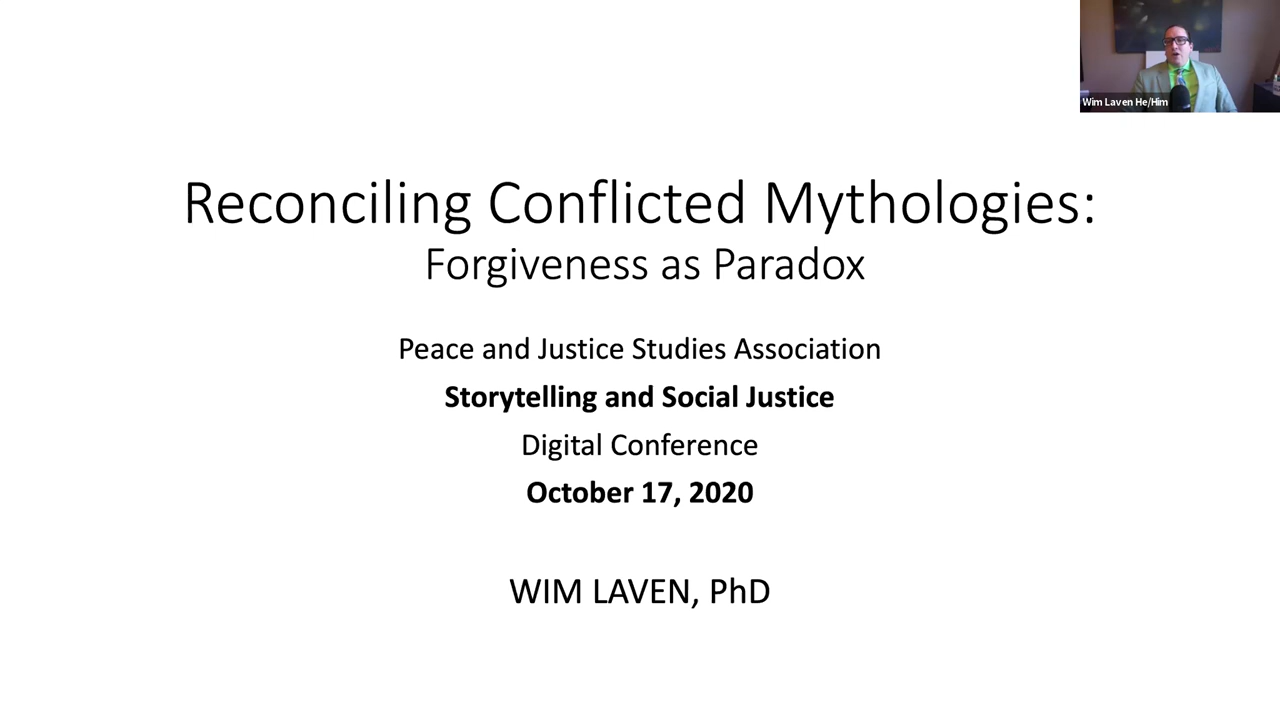 Wim Laven He/Him
Reconciling Conflicted Mythologies:
Forgiveness as Paradox
Peace and Justice Studies Association
Storytelling and Social Justice
Digital Conference
October 17, 2020
WIM LAVEN, PhD